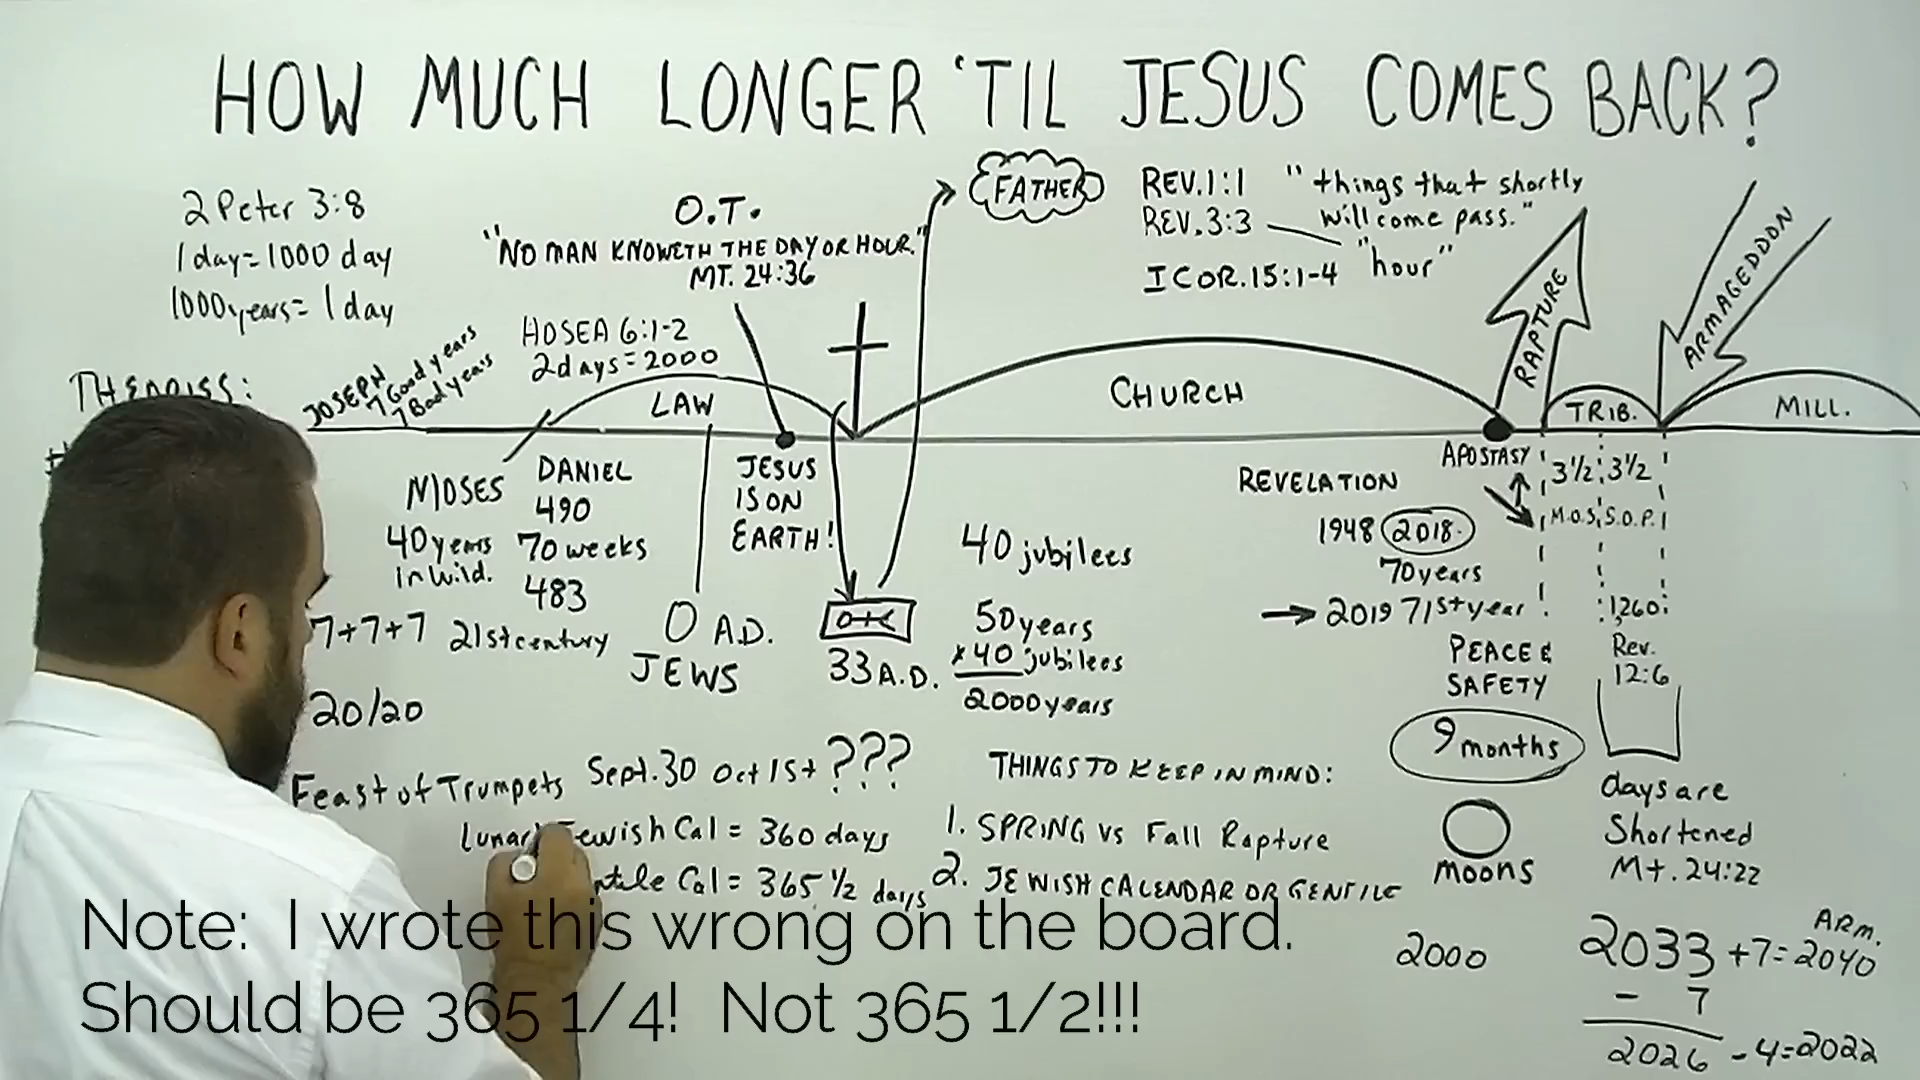 HOW MUCH LONGER 'TIL JESUS COMES BACK?
2 Peter 3:8
1 day = 1000 day
1000 years = 1 day
O.T.
"NO MAN KNOWETH THE DAY OR HOUR."
MT. 24:36
FATHER
REV. 1:1 "things that shortly
will come pass."
REV. 3:3
"hour"
I COR. 15:1-4
RAPTURE
ARMAGEDDON
JOSEPH
7 Good years
7 Bad years
HOSEA 6:1-2
2 days = 2000
LAW
CHURCH
TRIB.
MILL.
MOSES
40 years
in wild.
DANIEL
490
70 weeks
483
7+7+7 21st century
20/20
JESUS
IS ON
EARTH!
0 A.D.
JEWS
33 A.D.
40 jubilees
50 years
x 40 jubilees
2000 years
REVELATION
1948 2018
70 years
2019 71st year
APOSTASY
3 1/2 3 1/2
M.O.S. S.O.P.
1260
Rev.
12:6
PEACE &
SAFETY
9 months
moons
days are
Shortened
Mt. 24:22
Feast of Trumpets Sept. 30 Oct 1st ???
Lunar Jewish Cal = 360 days
Cal = 365 1/2 days
THINGS TO KEEP IN MIND:
1. SPRING vs Fall Rapture
2. JEWISH CALENDAR OR GENTILE
2000
ARM.
2033 + 7 = 2040
- 7
2026 - 4 = 2022
Note: I wrote this wrong on the board.
Should be 365 1/4! Not 365 1/2!!!